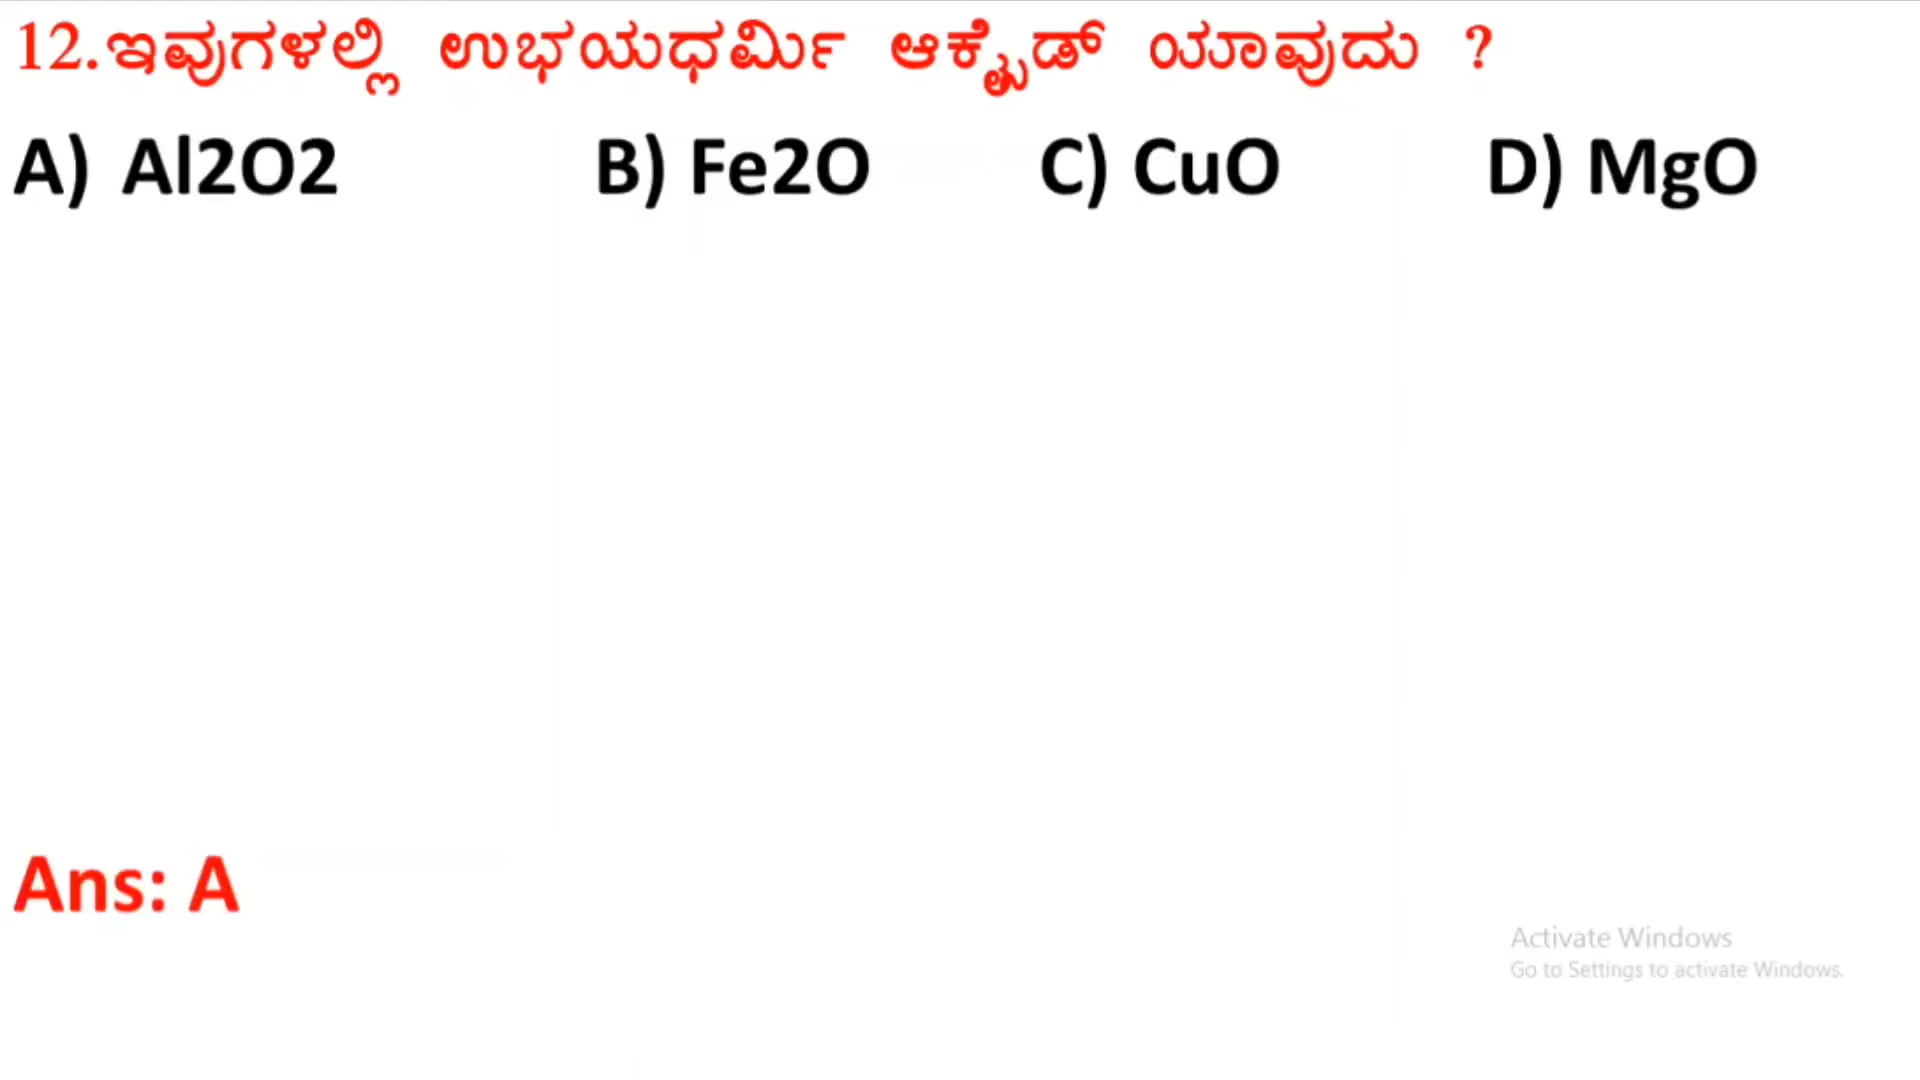 12.ಇವುಗಳಲ್ಲಿ ಉಭಯಧರ್ಮಿ ಆಕ್ಸೈಡ್ ಯಾವುದು ?
A) Al2O2 B) Fe2O C) CuO D) MgO
Ans: A
Activate Windows
Go to Settings to activate Windows.